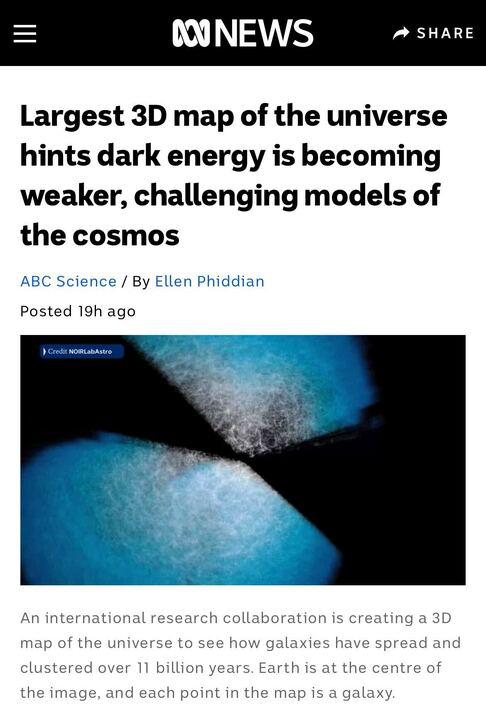 NEWS
SHARE
Largest 3D map of the universe
hints dark energy is becoming
weaker, challenging models of
the cosmos
ABC Science / By Ellen Phiddian
Posted 19h ago
Credit NOIRLabAstro
An international research collaboration is creating a 3D
map of the universe to see how galaxies have spread and
clustered over 11 billion years. Earth is at the centre of
the image, and each point in the map is a galaxy.